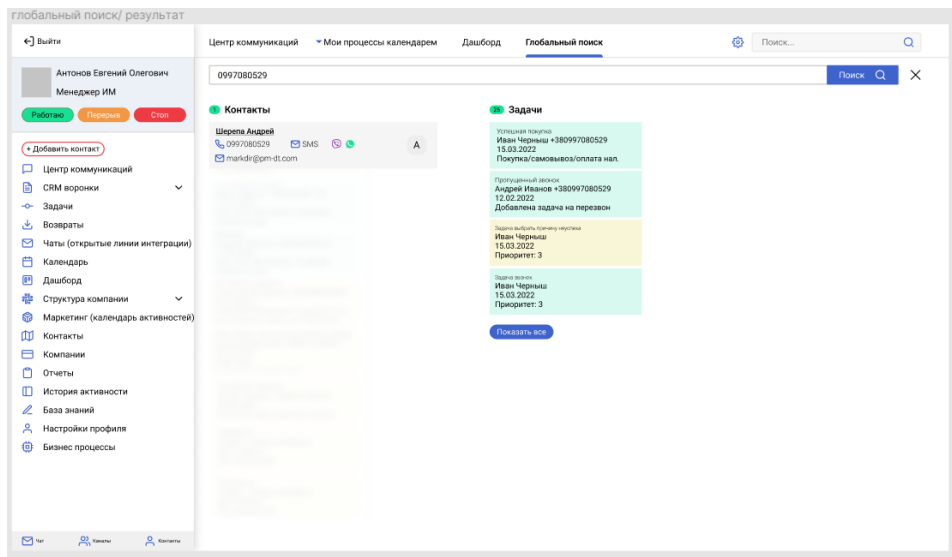 глобальный поиск/ результат
Выйти
Центр коммуникаций
Мои процессы календарем
Дашборд
Глобальный поиск
Поиск...
Антонов Евгений Олегович
Менеджер ИМ
Работаю
Перерыв
Стоп
+ Добавить контакт
Центр коммуникаций
CRM воронки
Задачи
Возвраты
Чаты (открытые линии интеграции)
Календарь
Дашборд
Структура компании
Маркетинг (календарь активностей)
Контакты
Компании
Отчеты
История активности
База знаний
Настройки профиля
Бизнес процессы
Чат
Каналы
Контакты
0997080529
Поиск
1 Контакты
Шерепа Андрей
0997080529
SMS
A
markdir@pm-dt.com
25 Задачи
Успешная покупка
Иван Черныш +380997080529
15.03.2022
Покупка/самовывоз/оплата нал.
Пропущенный звонок
Андрей Иванов +380997080529
12.02.2022
Добавлена задача на перезвон
Задача выбрать причину неуспеха
Иван Черныш
15.03.2022
Приоритет: 3
Задача звонок
Иван Черныш
15.03.2022
Приоритет: 3
Показать все